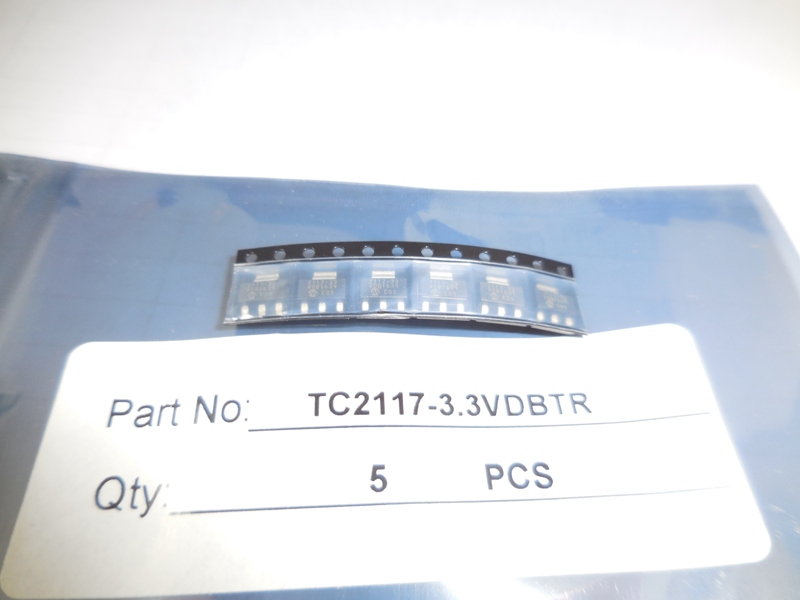 Part No: TC2117-3.3VDBTR
Qty: 5 PCS